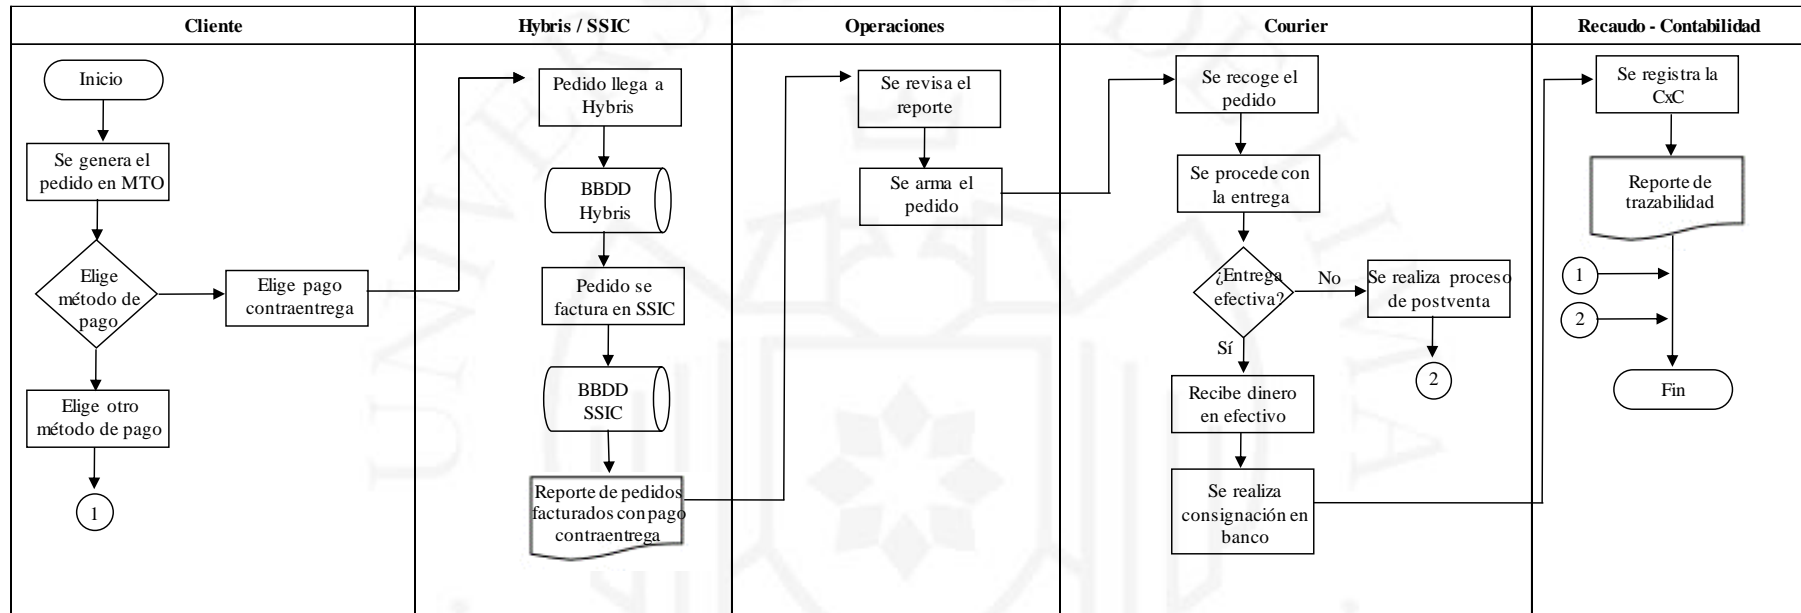 Cliente
Hybris / SSIC
Operaciones
Courier
Recaudo - Contabilidad
Inicio
Se genera el
pedido en MTO
Elige
método de
pago
Elige pago
contraentrega
Elige otro
método de pago
1
Pedido llega a
Hybris
BBDD
Hybris
Pedido se
factura en SSIC
BBDD
SSIC
Reporte de pedidos
facturados con pago
contraentrega
Se revisa el
reporte
Se arma el
pedido
Se recoge el
pedido
Se procede con
la entrega
¿Entrega
efectiva?
No
Se realiza proceso
de postventa
2
Sí
Recibe dinero
en efectivo
Se realiza
consignación en
banco
Se registra la
CxC
Reporte de
trazabilidad
1
2
Fin
UNIVERSIDAD DE LIMA